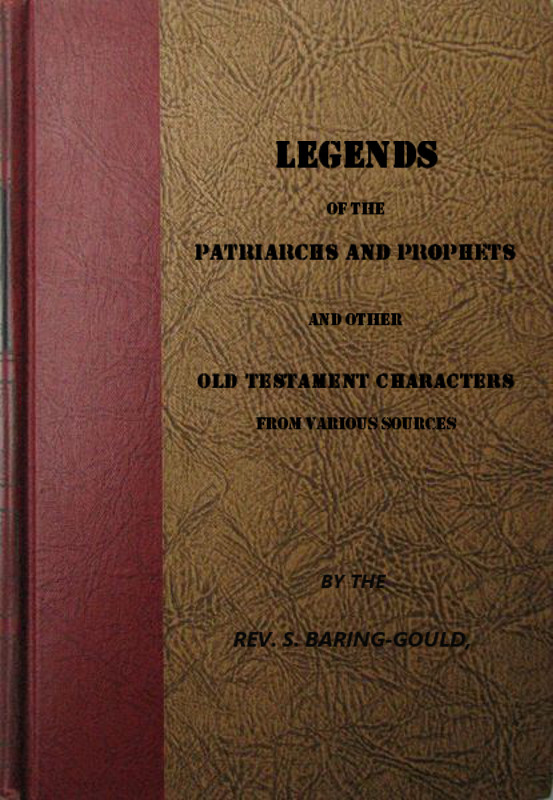 LEGENDS
OF THE
PATRIARCHS AND PROPHETS
AND OTHER
OLD TESTAMENT CHARACTERS
FROM VARIOUS SOURCES
BY THE
REV. S. BARING-GOULD,